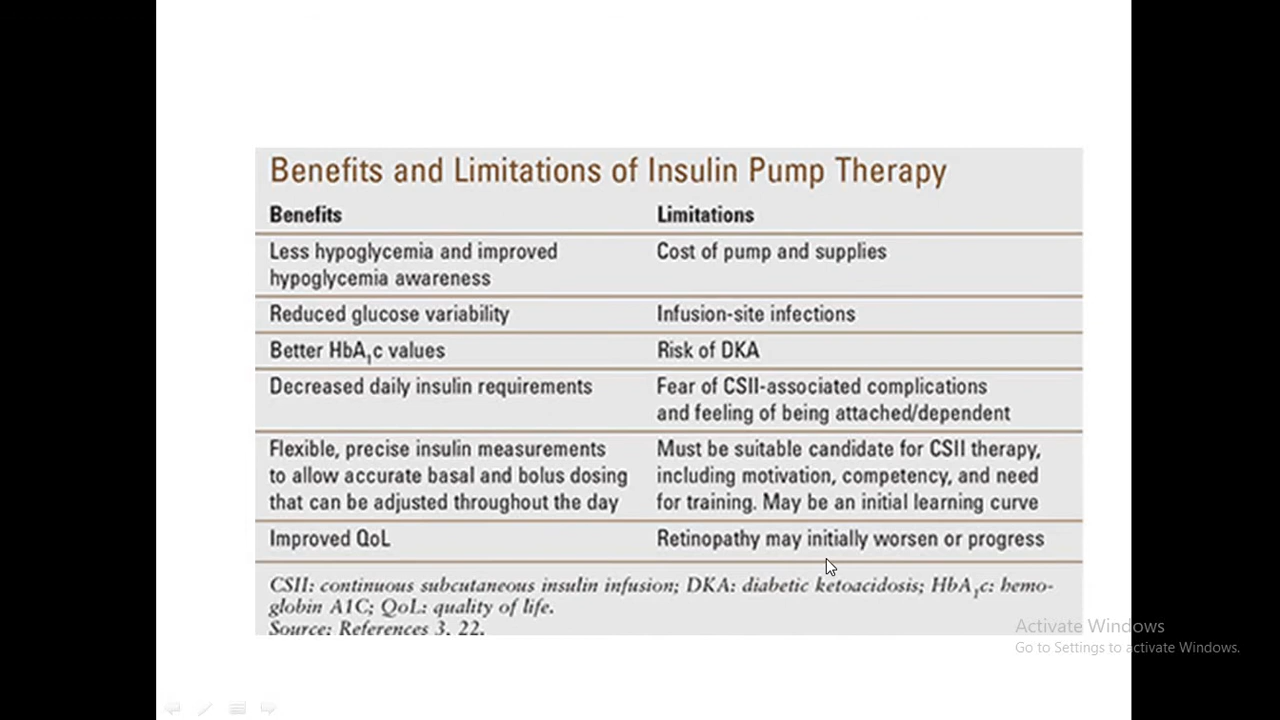 Benefits and Limitations of Insulin Pump Therapy
Benefits Limitations
Less hypoglycemia and improved Cost of pump and supplies
hypoglycemia awareness
Reduced glucose variability Infusion-site infections
Better HbA1c values Risk of DKA
Decreased daily insulin requirements Fear of CSII-associated complications
and feeling of being attached/dependent
Flexible, precise insulin measurements Must be suitable candidate for CSII therapy,
to allow accurate basal and bolus dosing including motivation, competency, and need
that can be adjusted throughout the day for training. May be an initial learning curve
Improved QoL Retinopathy may initially worsen or progress
CSII: continuous subcutaneous insulin infusion; DKA: diabetic ketoacidosis; HbA1c: hemo-
globin A1C; QoL: quality of life.
Source: References 3, 22.
Activate Windows
Go to Settings to activate Windows.